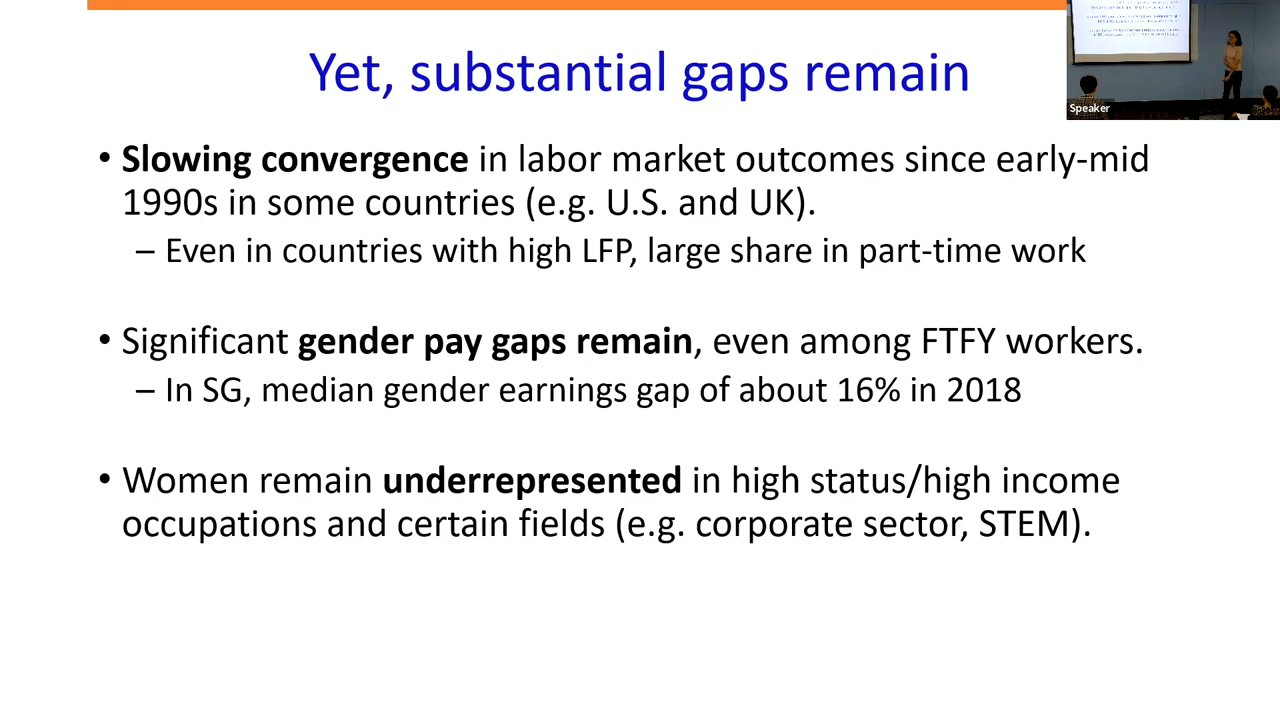 Yet, substantial gaps remain
Speaker
• Slowing convergence in labor market outcomes since early-mid
1990s in some countries (e.g. U.S. and UK).
– Even in countries with high LFP, large share in part-time work
• Significant gender pay gaps remain, even among FTFY workers.
– In SG, median gender earnings gap of about 16% in 2018
• Women remain underrepresented in high status/high income
occupations and certain fields (e.g. corporate sector, STEM).